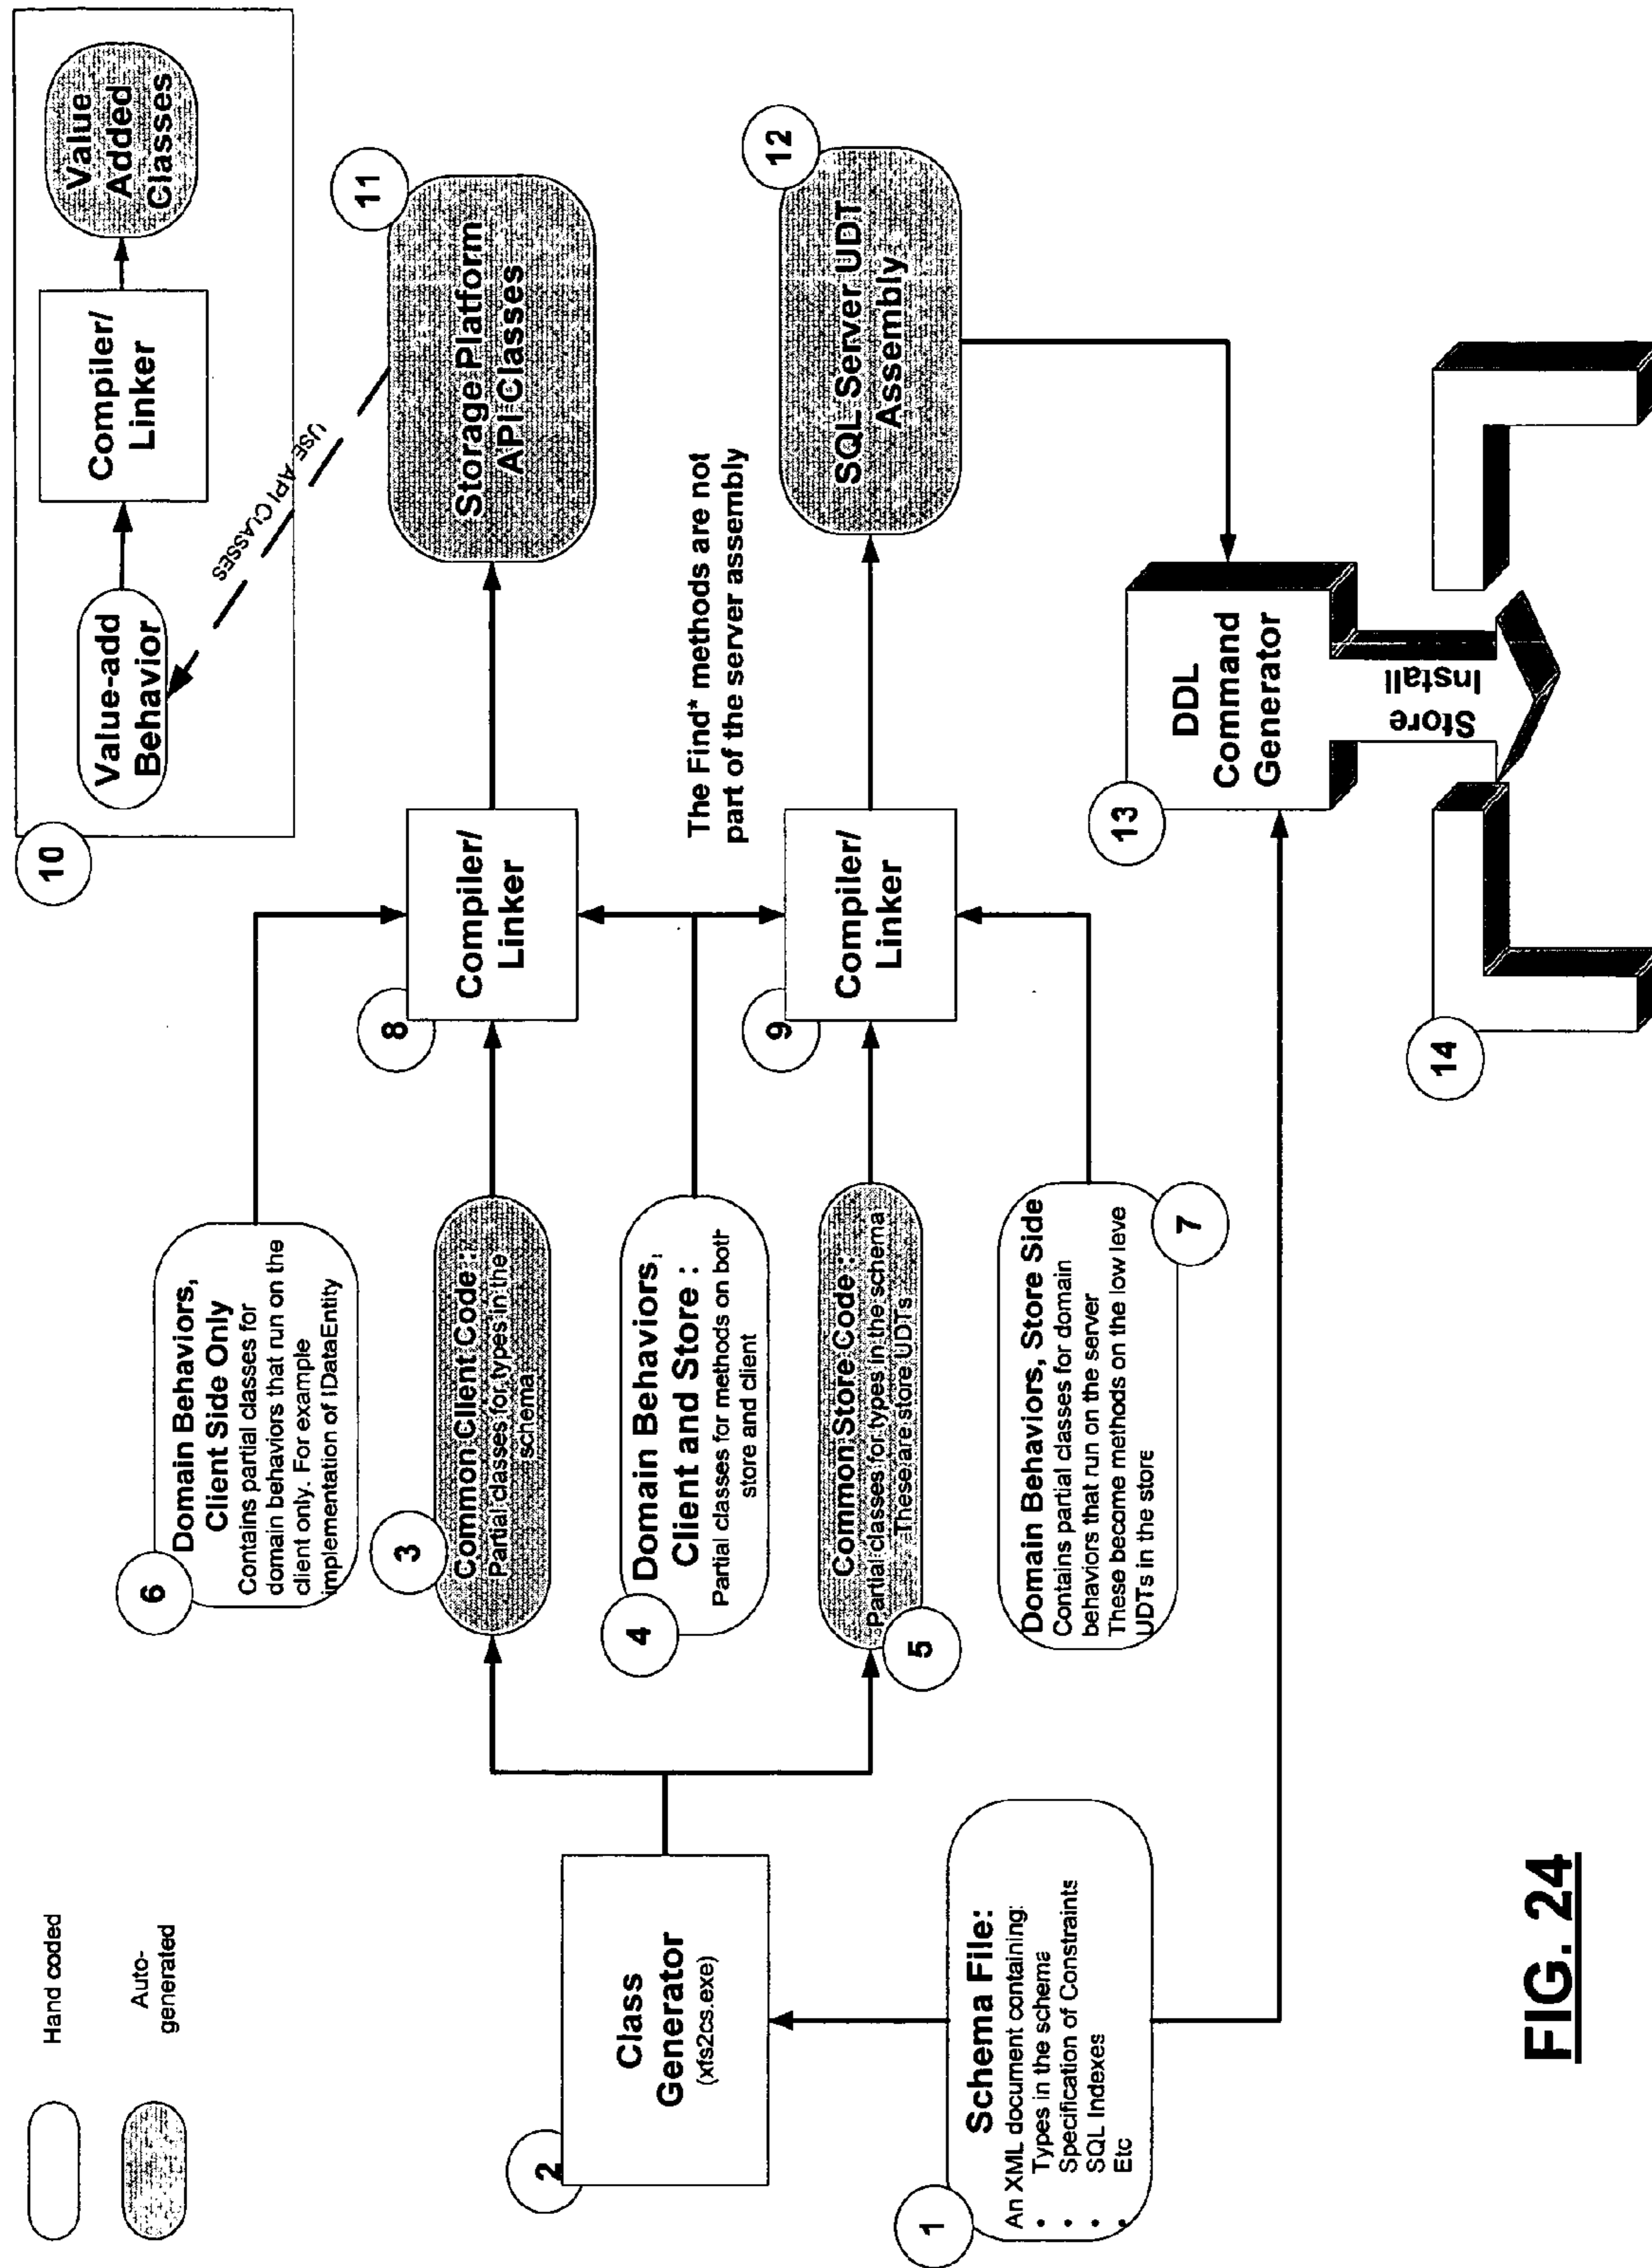 Hand coded
Auto-
generated
10
Value-add
Behavior
Compiler/
Linker
Value
Added
Classes
USE API CLASSES
6
Domain Behaviors,
Client Side Only
Contains partial classes for
domain behaviors that run on the
client only. For example
implementation of IDataEntity
3
Common Client Code :
Partial classes for types in the
schema
8
Compiler/
Linker
11
Storage Platform
API Classes
2
Class
Generator
(xfs2cs.exe)
4
Domain Behaviors,
Client and Store :
Partial classes for methods on both
store and client
The Find* methods are not
part of the server assembly
5
Common Store Code :
Partial classes for types in the schema
These are store UDTs
9
Compiler/
Linker
12
SQL Server UDT
Assembly
1
Schema File:
An XML document containing:
• Types in the schema
• Specification of Constraints
• SQL Indexes
• Etc
7
Domain Behaviors, Store Side
Contains partial classes for domain
behaviors that run on the server
These become methods on the low leve
UDTs in the store
13
DDL
Command
Generator
Store
Install
14
FIG. 24